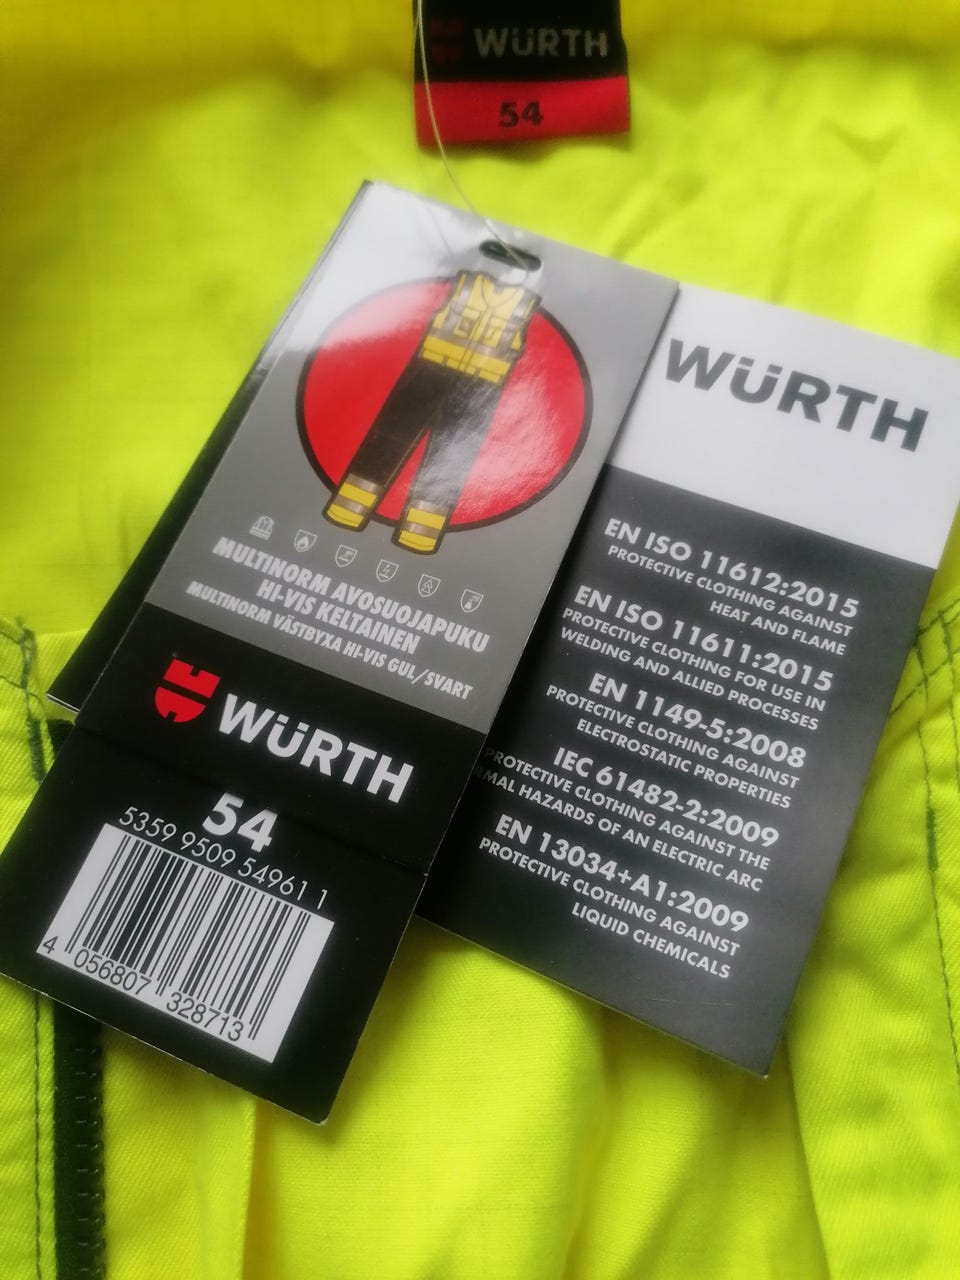 WÜRTH
54
MULTINORM AVOSUOJAPUKU
HI-VIS KELTAINEN
MULTINORM VÄSTBYXA HI-VIS GUL/SVART
WÜRTH
54
5359 9509 54961 1
4 056807 328713
WÜRTH
EN ISO 11612:2015
PROTECTIVE CLOTHING AGAINST
HEAT AND FLAME
EN ISO 11611:2015
PROTECTIVE CLOTHING FOR USE IN
WELDING AND ALLIED PROCESSES
EN 1149-5:2008
PROTECTIVE CLOTHING AGAINST
ELECTROSTATIC PROPERTIES
IEC 61482-2:2009
PROTECTIVE CLOTHING AGAINST THE
RMAL HAZARDS OF AN ELECTRIC ARC
EN 13034+A1:2009
PROTECTIVE CLOTHING AGAINST
LIQUID CHEMICALS